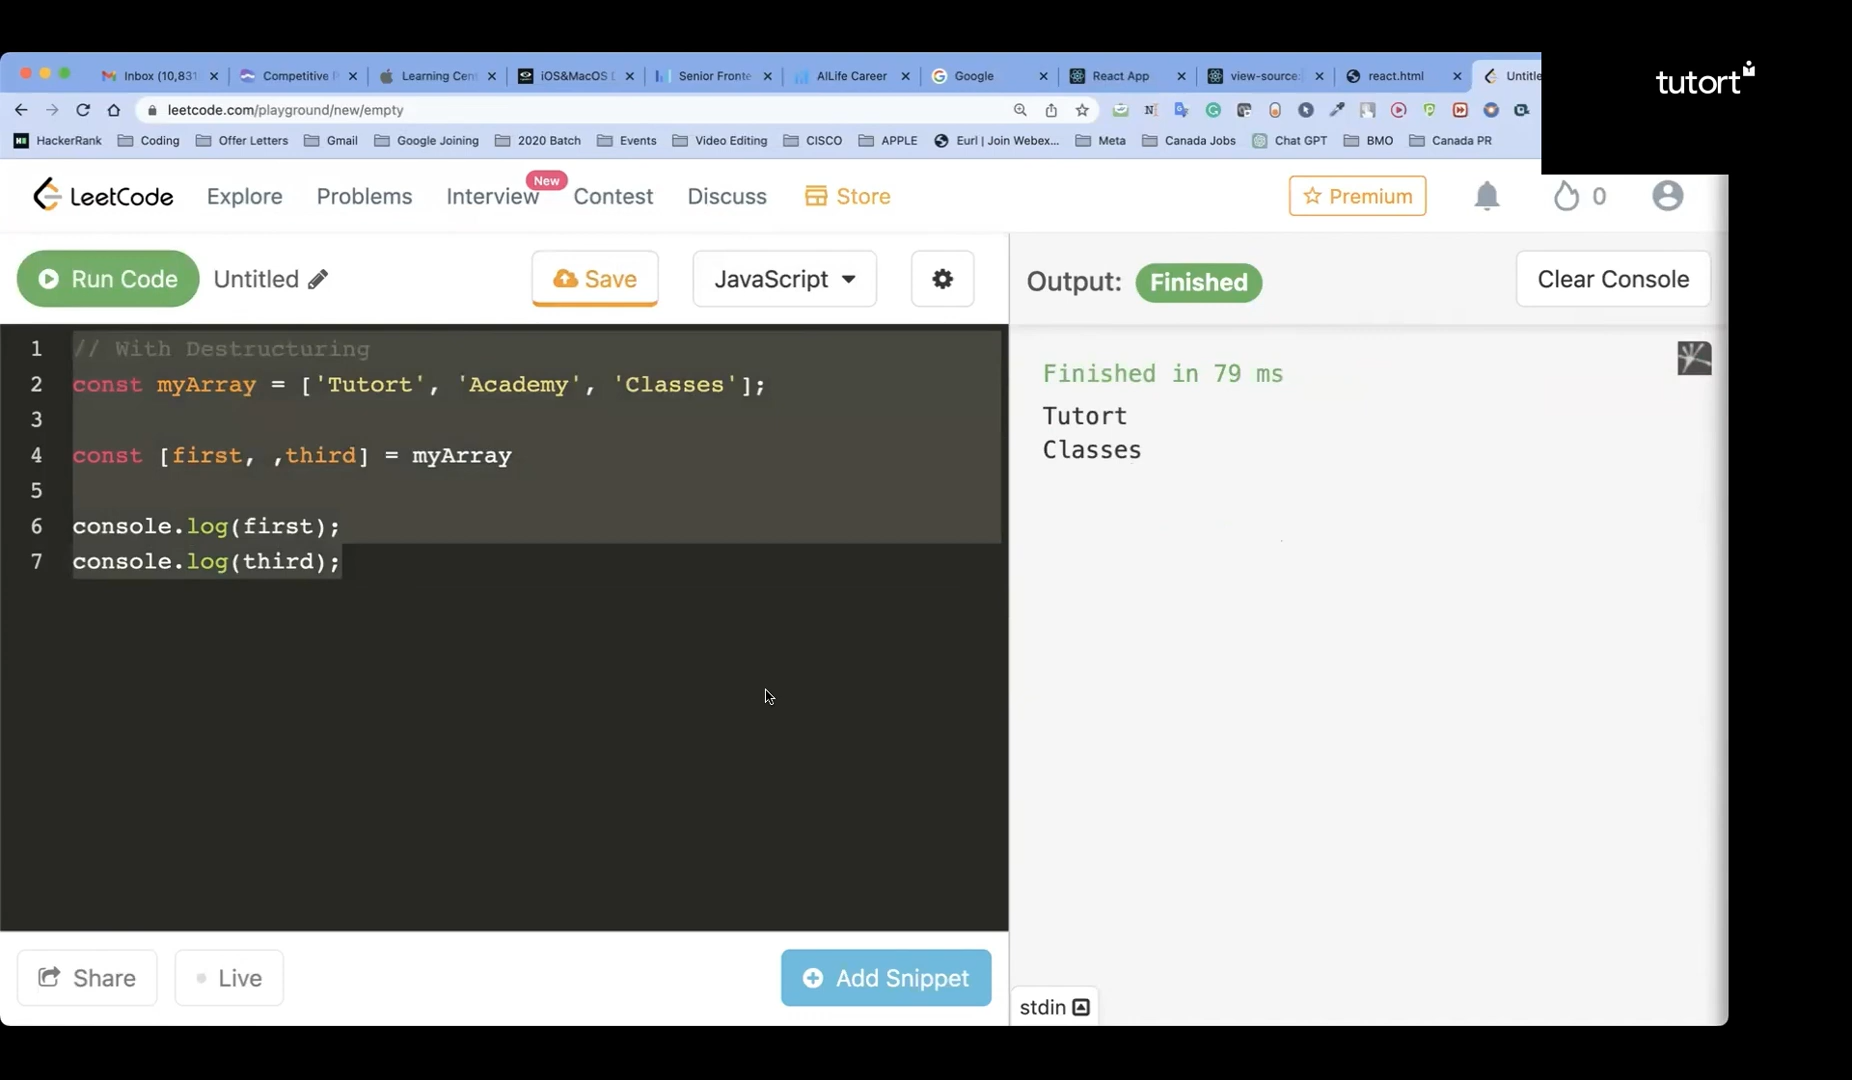 tutort
Inbox (10,831
Competitive P
Learning Cen
iOS&MacOS D
Senior Fronte
AILife Career
Google
React App
view-source:
react.html
Untitle
leetcode.com/playground/new/empty
HackerRank
Coding
Offer Letters
Gmail
Google Joining
2020 Batch
Events
Video Editing
CISCO
APPLE
Eurl | Join Webex...
Meta
Canada Jobs
Chat GPT
BMO
Canada PR
LeetCode
Explore
Problems
Interview
New
Contest
Discuss
Store
Premium
0
Run Code
Untitled
Save
JavaScript
Output:
Finished
Clear Console
1 // With Destructuring
2 const myArray = ['Tutort', 'Academy', 'Classes'];
3
4 const [first, ,third] = myArray
5
6 console.log(first);
7 console.log(third);
Finished in 79 ms
Tutort
Classes
Share
Live
Add Snippet
stdin